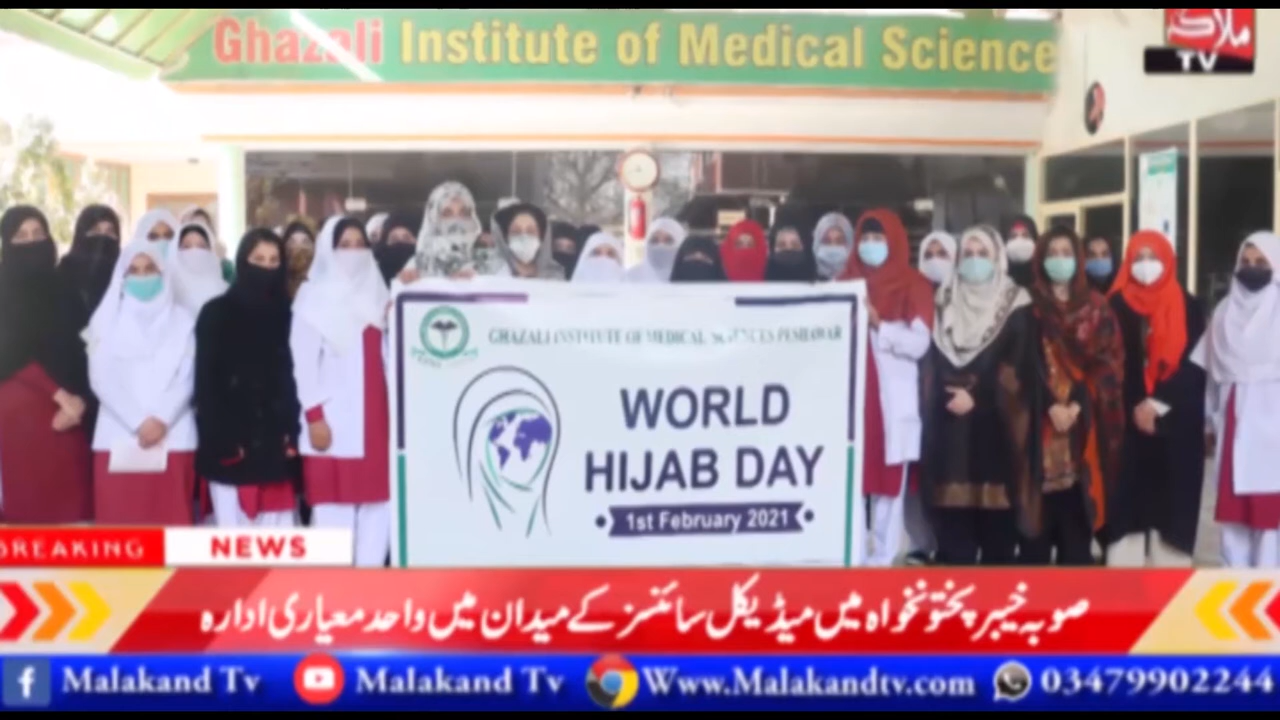 Ghazali Institute of Medical Science
ملاکنڈ
TV
GHAZALI INSTITUTE OF MEDICAL SCIENCES PESHAWAR
WORLD
HIJAB DAY
1st February 2021
BREAKING NEWS
صوبہ خیبر پختونخواہ میں میڈیکل سائنسز کے میدان میں واحد معیاری ادارہ
Malakand Tv Malakand Tv Www.Malakandtv.com 03479902244